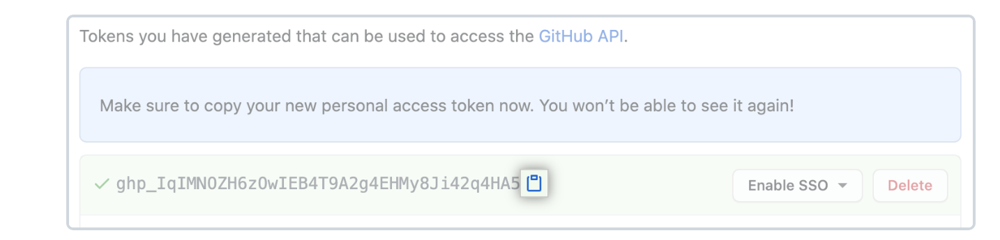 Tokens you have generated that can be used to access the GitHub API.
Make sure to copy your new personal access token now. You won’t be able to see it again!
ghp_IqIMNOZH6z0wIEB4T9A2g4EHMy8Ji42q4HA5
Enable SSO
Delete